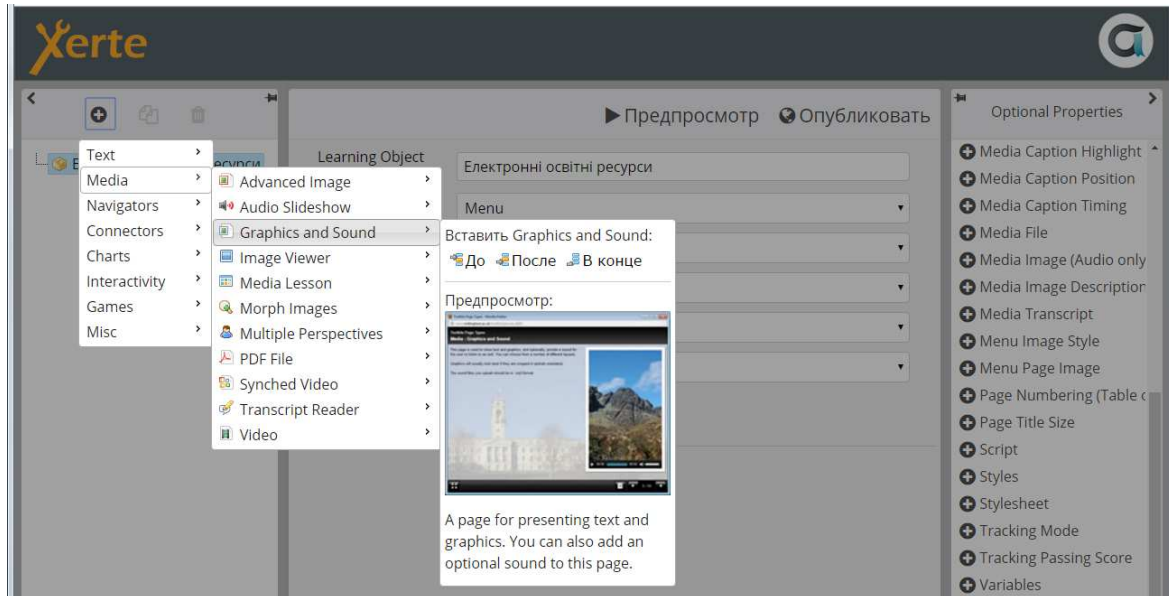 Xerte
Предпросмотр
Опубликовать
Optional Properties
Learning Object
Електронні освітні ресурси
Menu
есурси
Text
Media
Navigators
Connectors
Charts
Interactivity
Games
Misc
Advanced Image
Audio Slideshow
Graphics and Sound
Image Viewer
Media Lesson
Morph Images
Multiple Perspectives
PDF File
Synched Video
Transcript Reader
Video
Вставить Graphics and Sound:
До После В конце
Предпросмотр:
Media - Graphics and Sound
A page for presenting text and
graphics. You can also add an
optional sound to this page.
Media Caption Highlight
Media Caption Position
Media Caption Timing
Media File
Media Image (Audio only
Media Image Description
Media Transcript
Menu Image Style
Menu Page Image
Page Numbering (Table c
Page Title Size
Script
Styles
Stylesheet
Tracking Mode
Tracking Passing Score
Variables